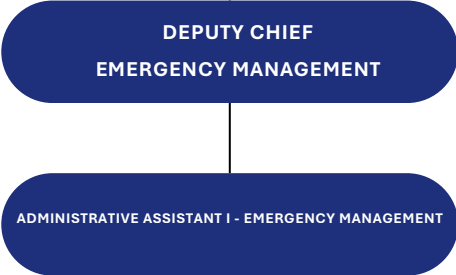 DEPUTY CHIEF
EMERGENCY MANAGEMENT
ADMINISTRATIVE ASSISTANT I - EMERGENCY MANAGEMENT